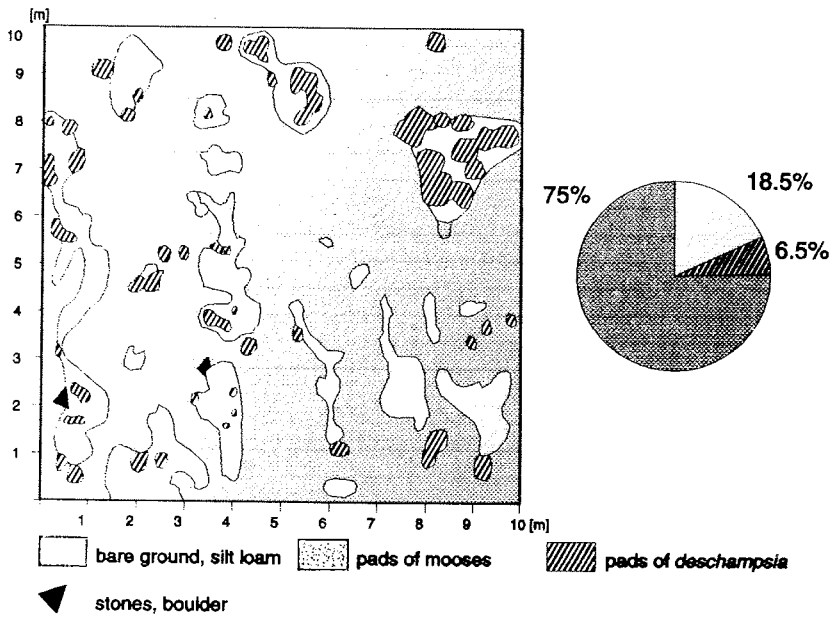 [m]
10
9
8
7
6
5
4
3
2
1
1 2 3 4 5 6 7 8 9 10 [m]
75%
18.5%
6.5%
bare ground, silt loam
pads of mooses
pads of deschampsia
stones, boulder